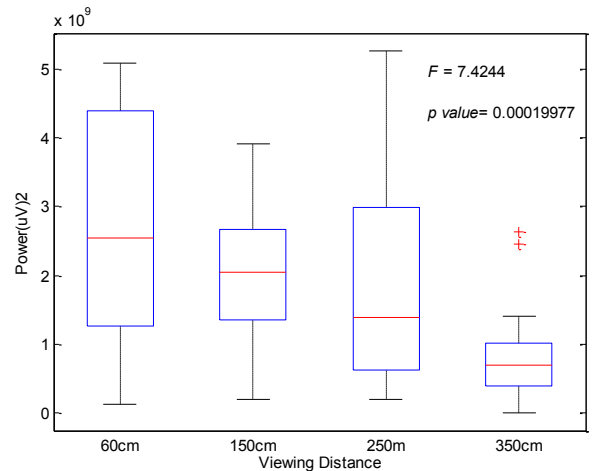 x 10^9
5
4
3
2
1
0
Power(uV)2
F = 7.4244
p value= 0.00019977
60cm 150cm 250m 350cm
Viewing Distance